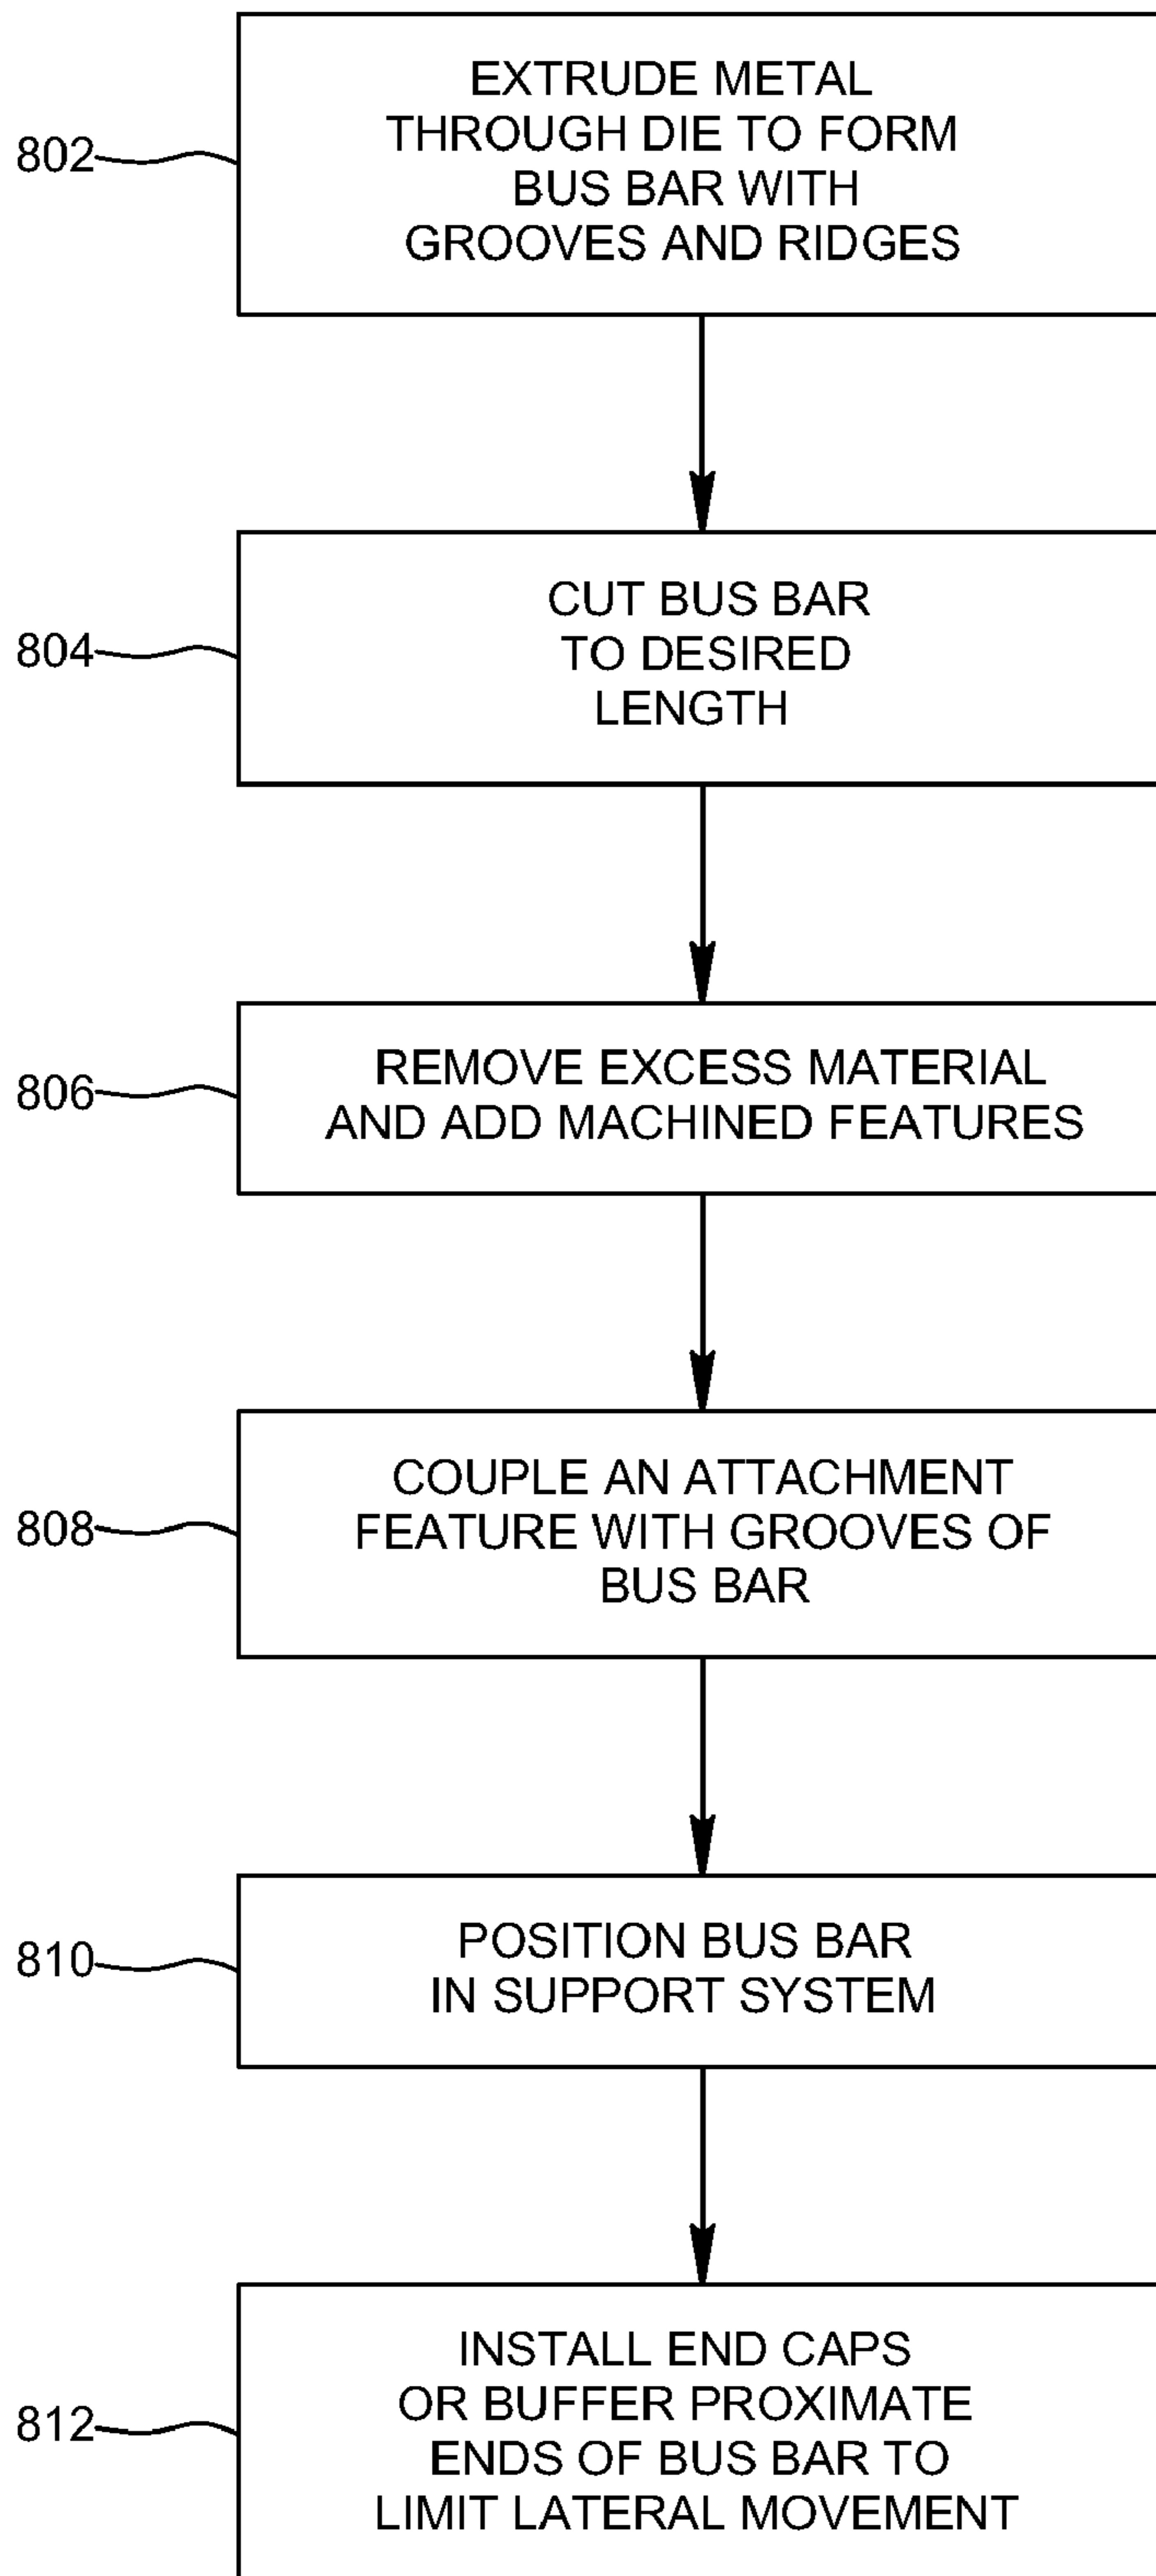 802
EXTRUDE METAL
THROUGH DIE TO FORM
BUS BAR WITH
GROOVES AND RIDGES
804
CUT BUS BAR
TO DESIRED
LENGTH
806
REMOVE EXCESS MATERIAL
AND ADD MACHINED FEATURES
808
COUPLE AN ATTACHMENT
FEATURE WITH GROOVES OF
BUS BAR
810
POSITION BUS BAR
IN SUPPORT SYSTEM
812
INSTALL END CAPS
OR BUFFER PROXIMATE
ENDS OF BUS BAR TO
LIMIT LATERAL MOVEMENT